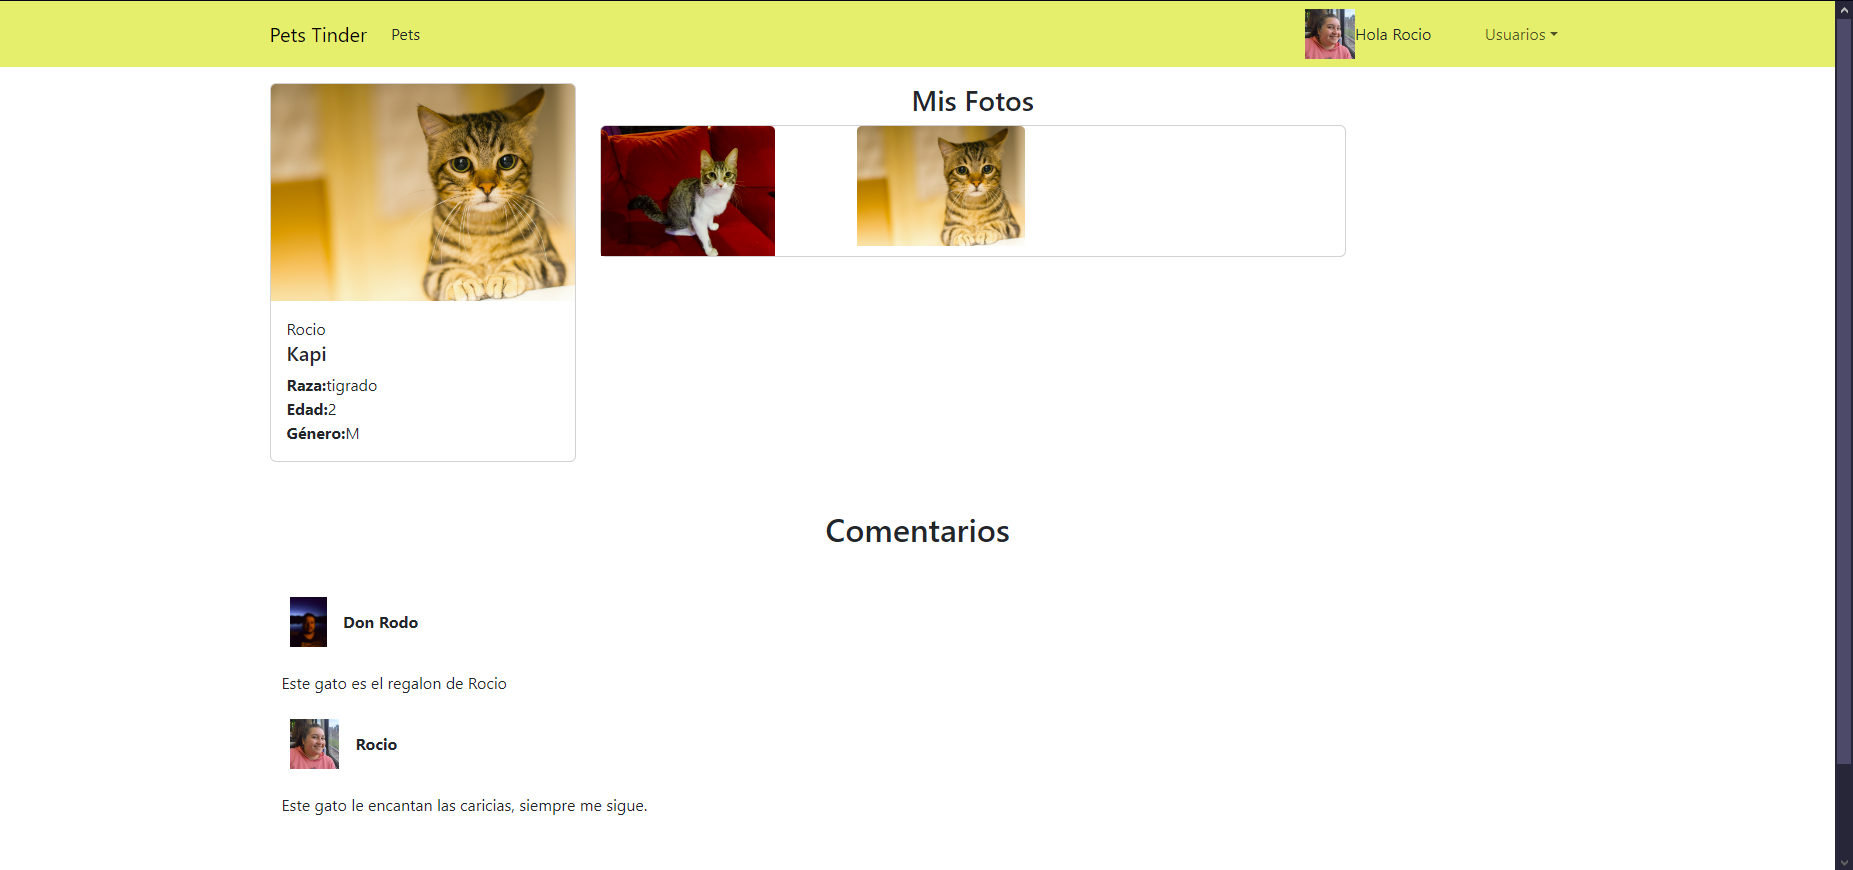 Pets Tinder Pets Hola Rocio Usuarios
Mis Fotos
Rocio
Kapi
Raza:tigrado
Edad:2
Género:M
Comentarios
Don Rodo
Este gato es el regalon de Rocio
Rocio
Este gato le encantan las caricias, siempre me sigue.